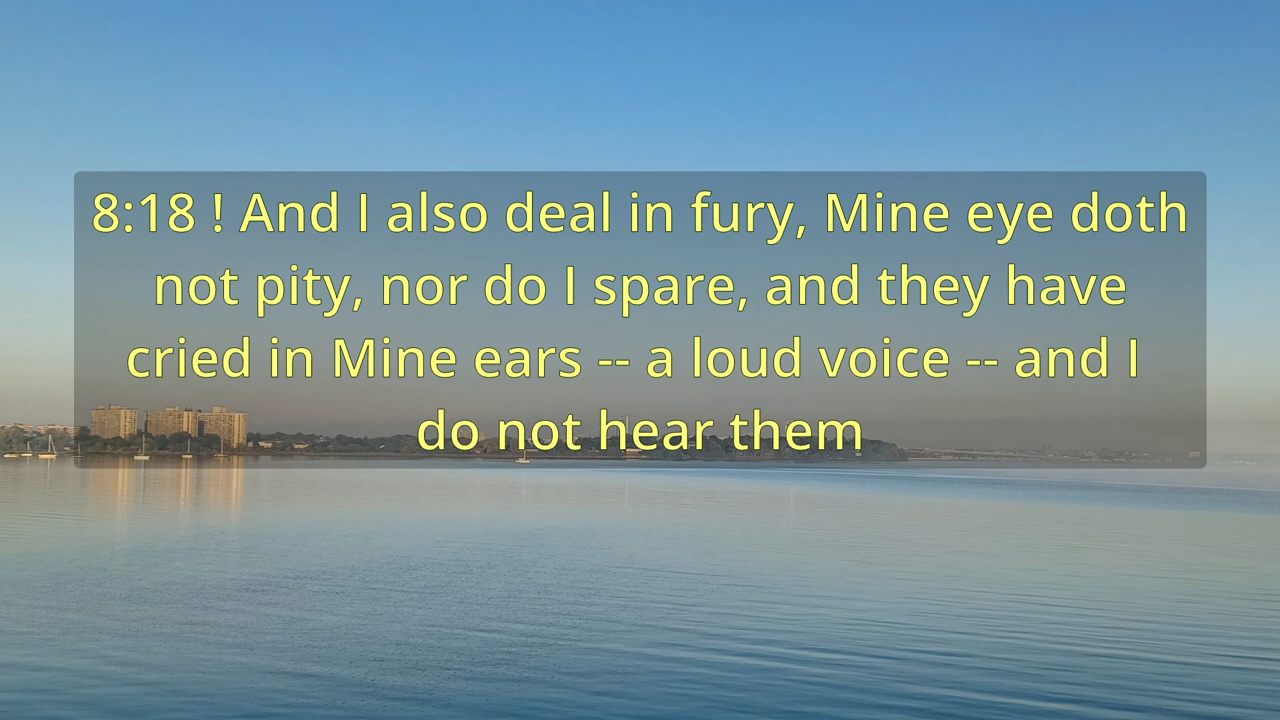 8:18 ! And I also deal in fury, Mine eye doth
not pity, nor do I spare, and they have
cried in Mine ears -- a loud voice -- and I
do not hear them